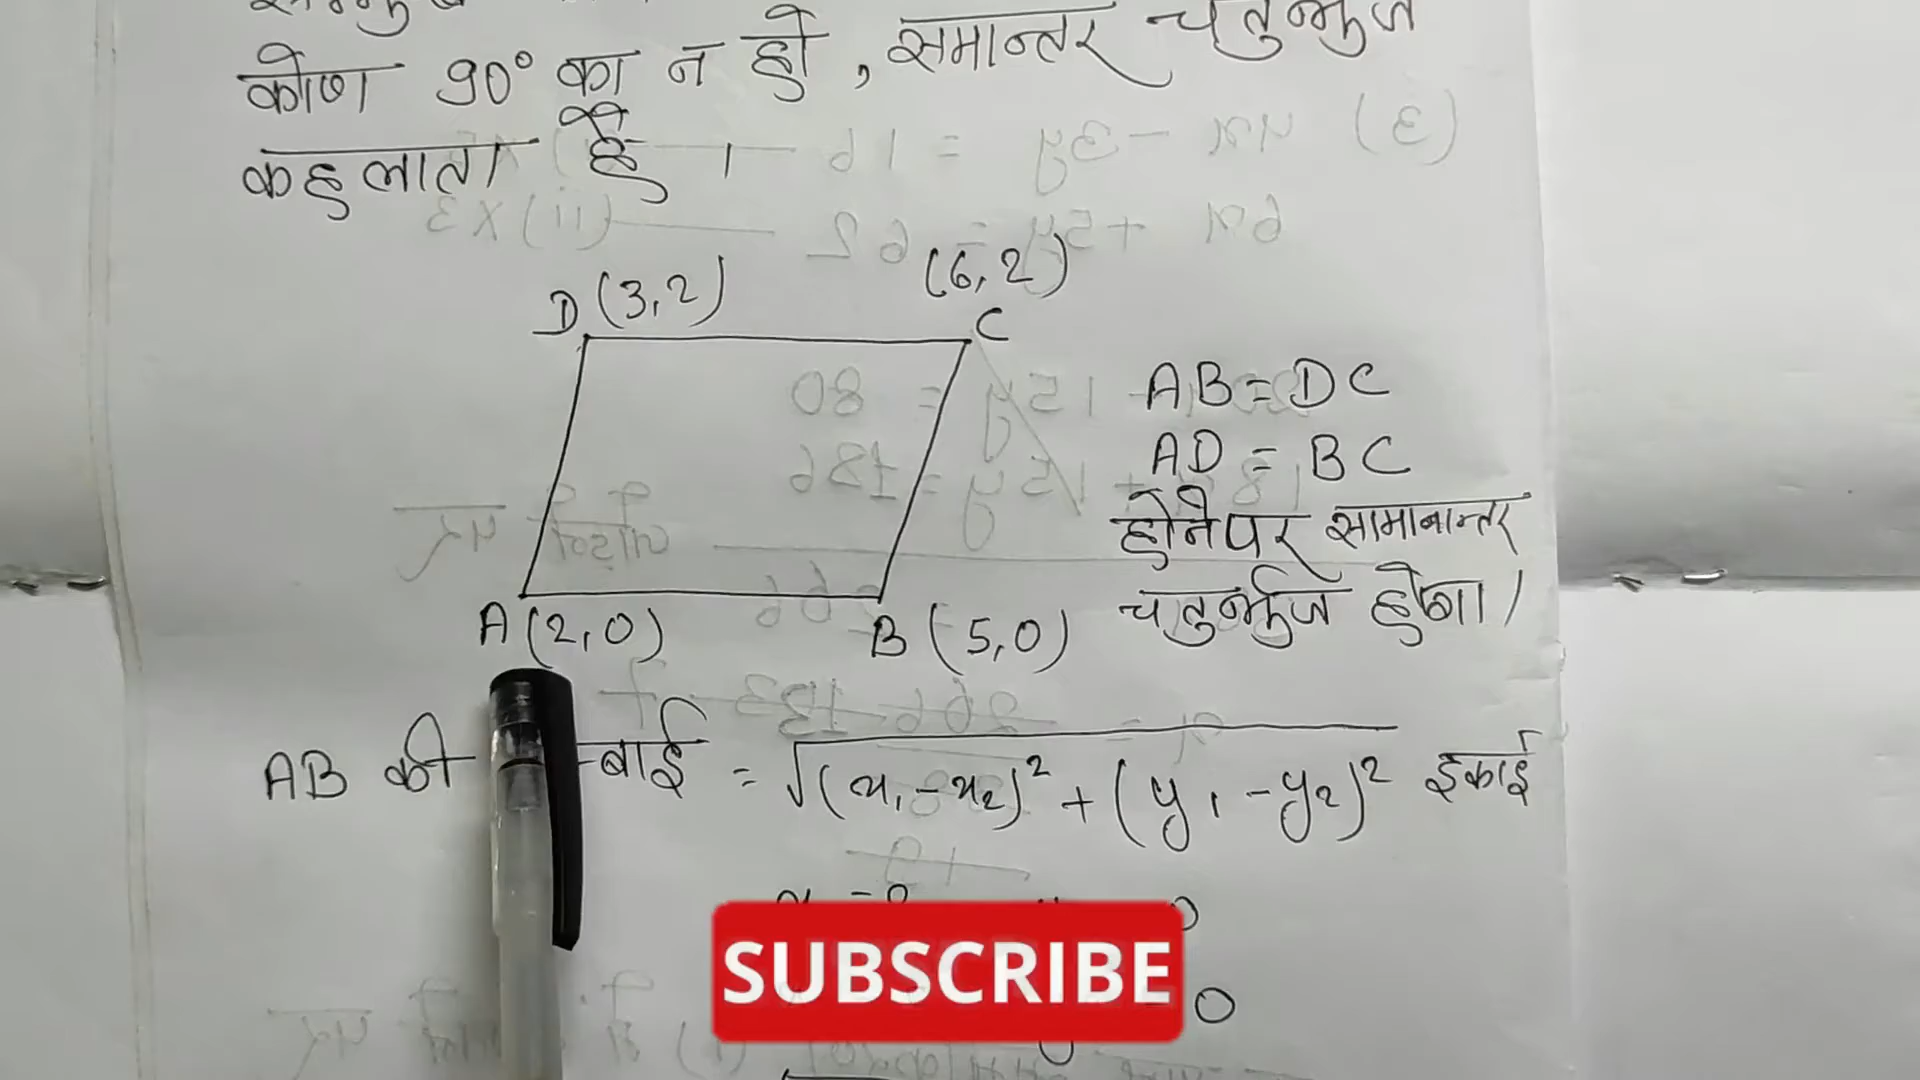 कोण 90° का न हो, समान्तर चतुर्भुज
कहलाता है ।
D (3,2)
(6,2)
C
AB = DC
AD = BC
होने पर सामानान्तर
चतुर्भुज होगा।
A (2,0)
B (5,0)
AB की बाई = √(x₁-x₂)² + (y₁-y₂)² इकाई
SUBSCRIBE
0